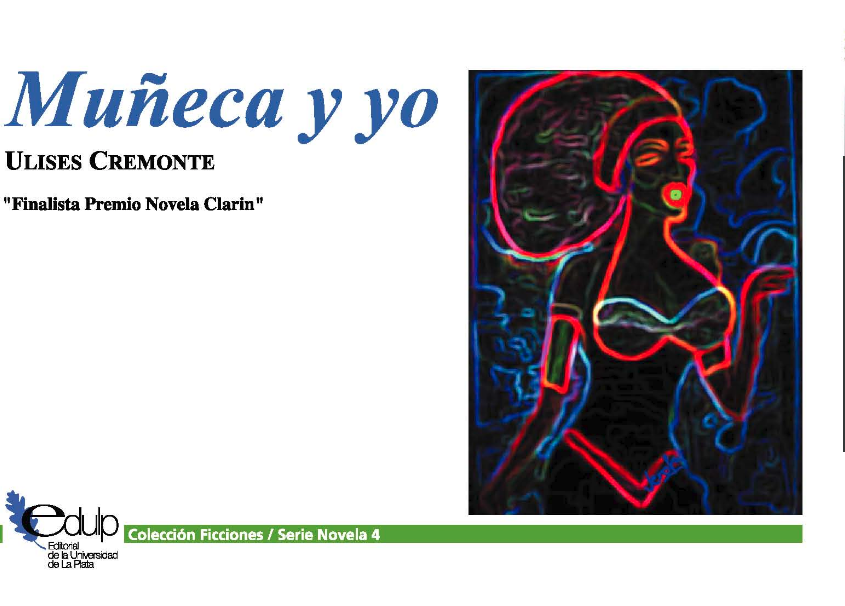 Muñeca y yo
ULISES CREMONTE
"Finalista Premio Novela Clarín"
edulp
Editorial
de la Universidad
de La Plata
Colección Ficciones / Serie Novela 4